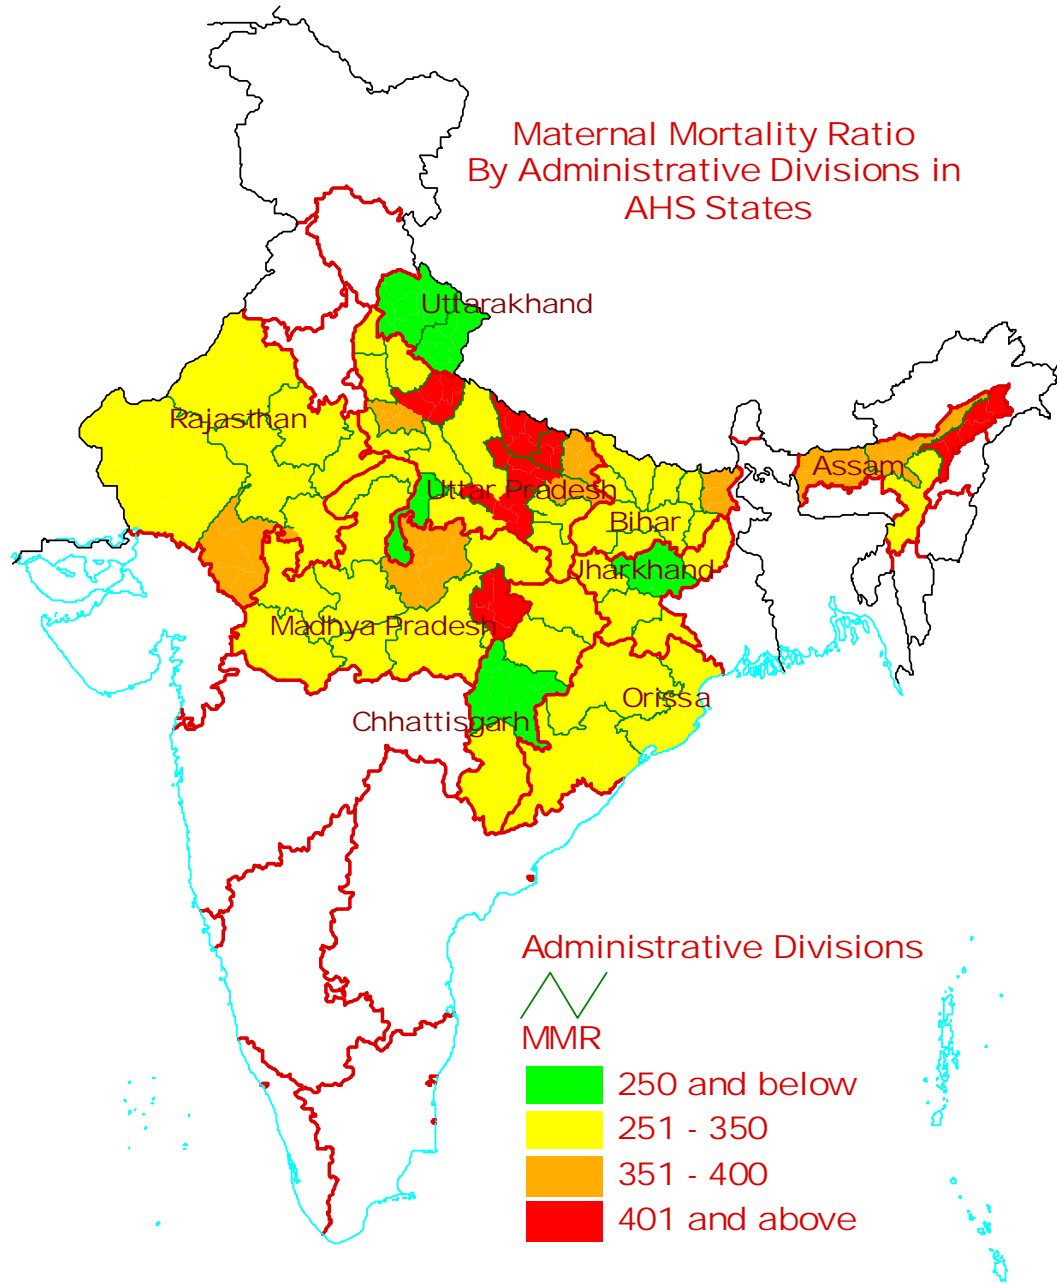 Maternal Mortality Ratio
By Administrative Divisions in
AHS States
Uttarakhand
Rajasthan
Assam
Uttar Pradesh
Bihar
Jharkhand
Madhya Pradesh
Orissa
Chhattisgarh
Administrative Divisions
MMR
250 and below
251 - 350
351 - 400
401 and above